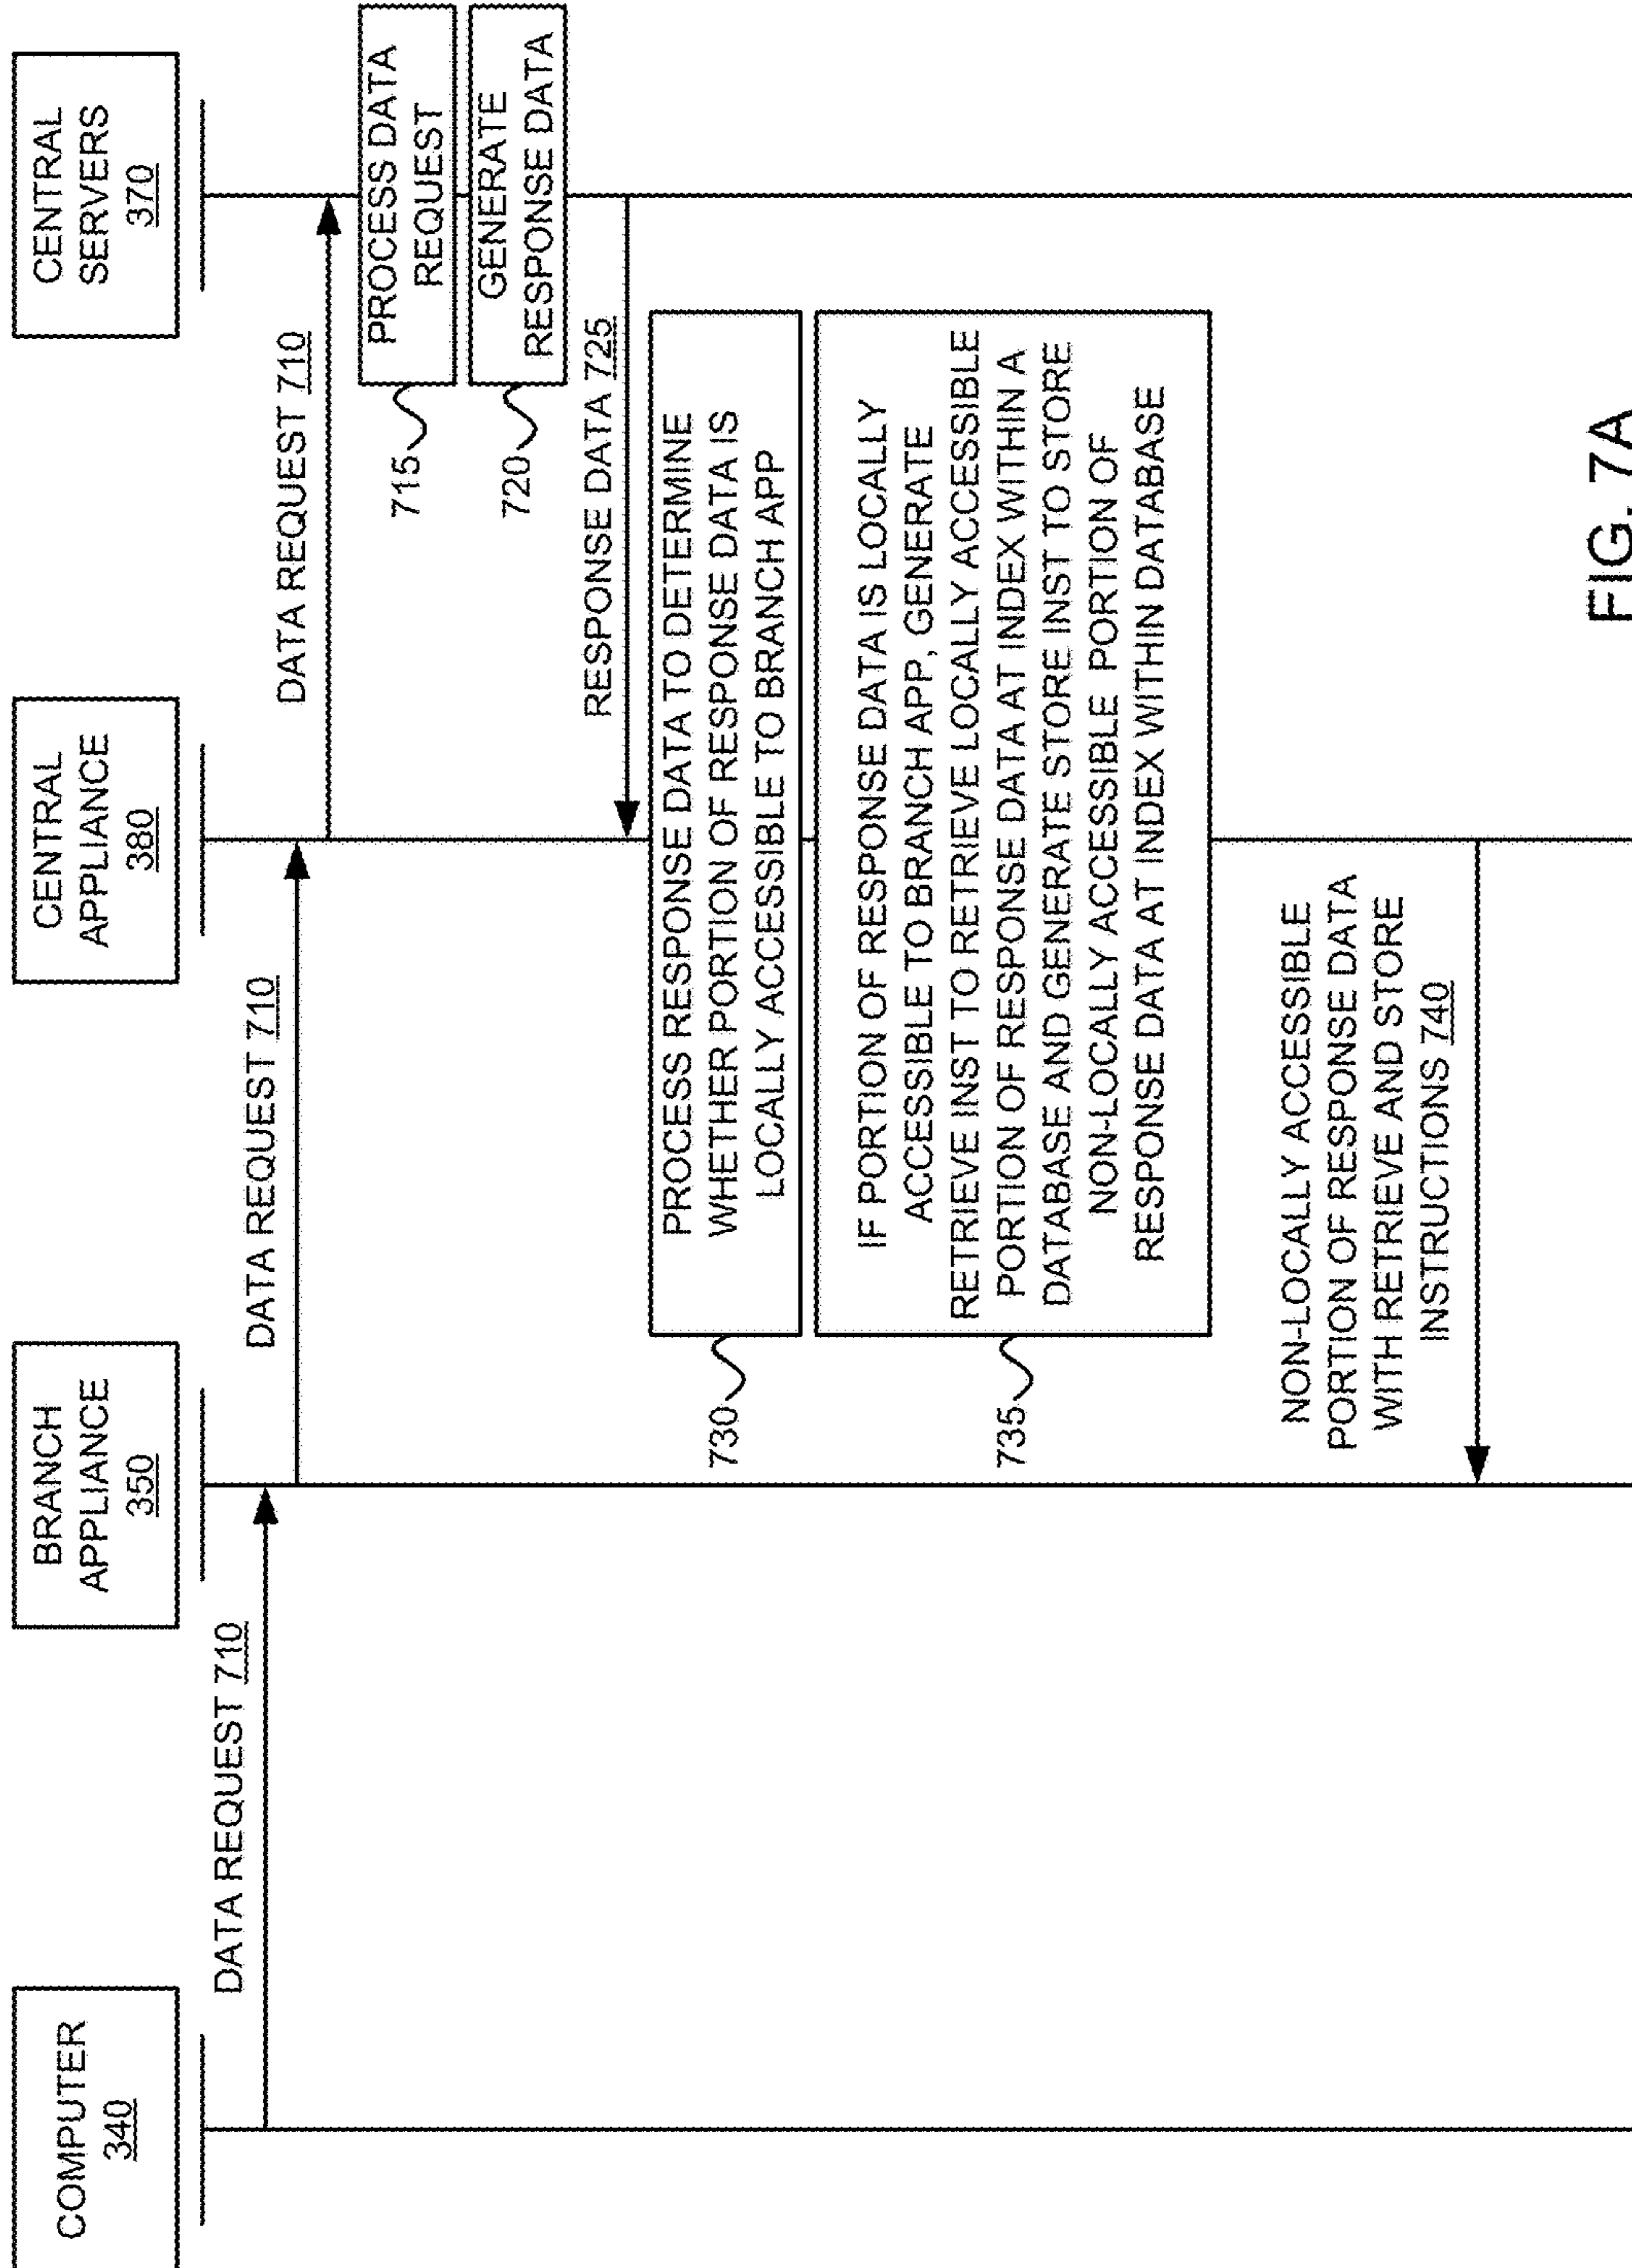 COMPUTER
340
BRANCH
APPLIANCE
350
CENTRAL
APPLIANCE
380
CENTRAL
SERVERS
370
DATA REQUEST 710
DATA REQUEST 710
DATA REQUEST 710
715
PROCESS DATA
REQUEST
720
GENERATE
RESPONSE DATA
RESPONSE DATA 725
730
PROCESS RESPONSE DATA TO DETERMINE
WHETHER PORTION OF RESPONSE DATA IS
LOCALLY ACCESSIBLE TO BRANCH APP
735
IF PORTION OF RESPONSE DATA IS LOCALLY
ACCESSIBLE TO BRANCH APP, GENERATE
RETRIEVE INST TO RETRIEVE LOCALLY ACCESSIBLE
PORTION OF RESPONSE DATA AT INDEX WITHIN A
DATABASE AND GENERATE STORE INST TO STORE
NON-LOCALLY ACCESSIBLE PORTION OF
RESPONSE DATA AT INDEX WITHIN DATABASE
NON-LOCALLY ACCESSIBLE
PORTION OF RESPONSE DATA
WITH RETRIEVE AND STORE
INSTRUCTIONS 740
FIG. 7A